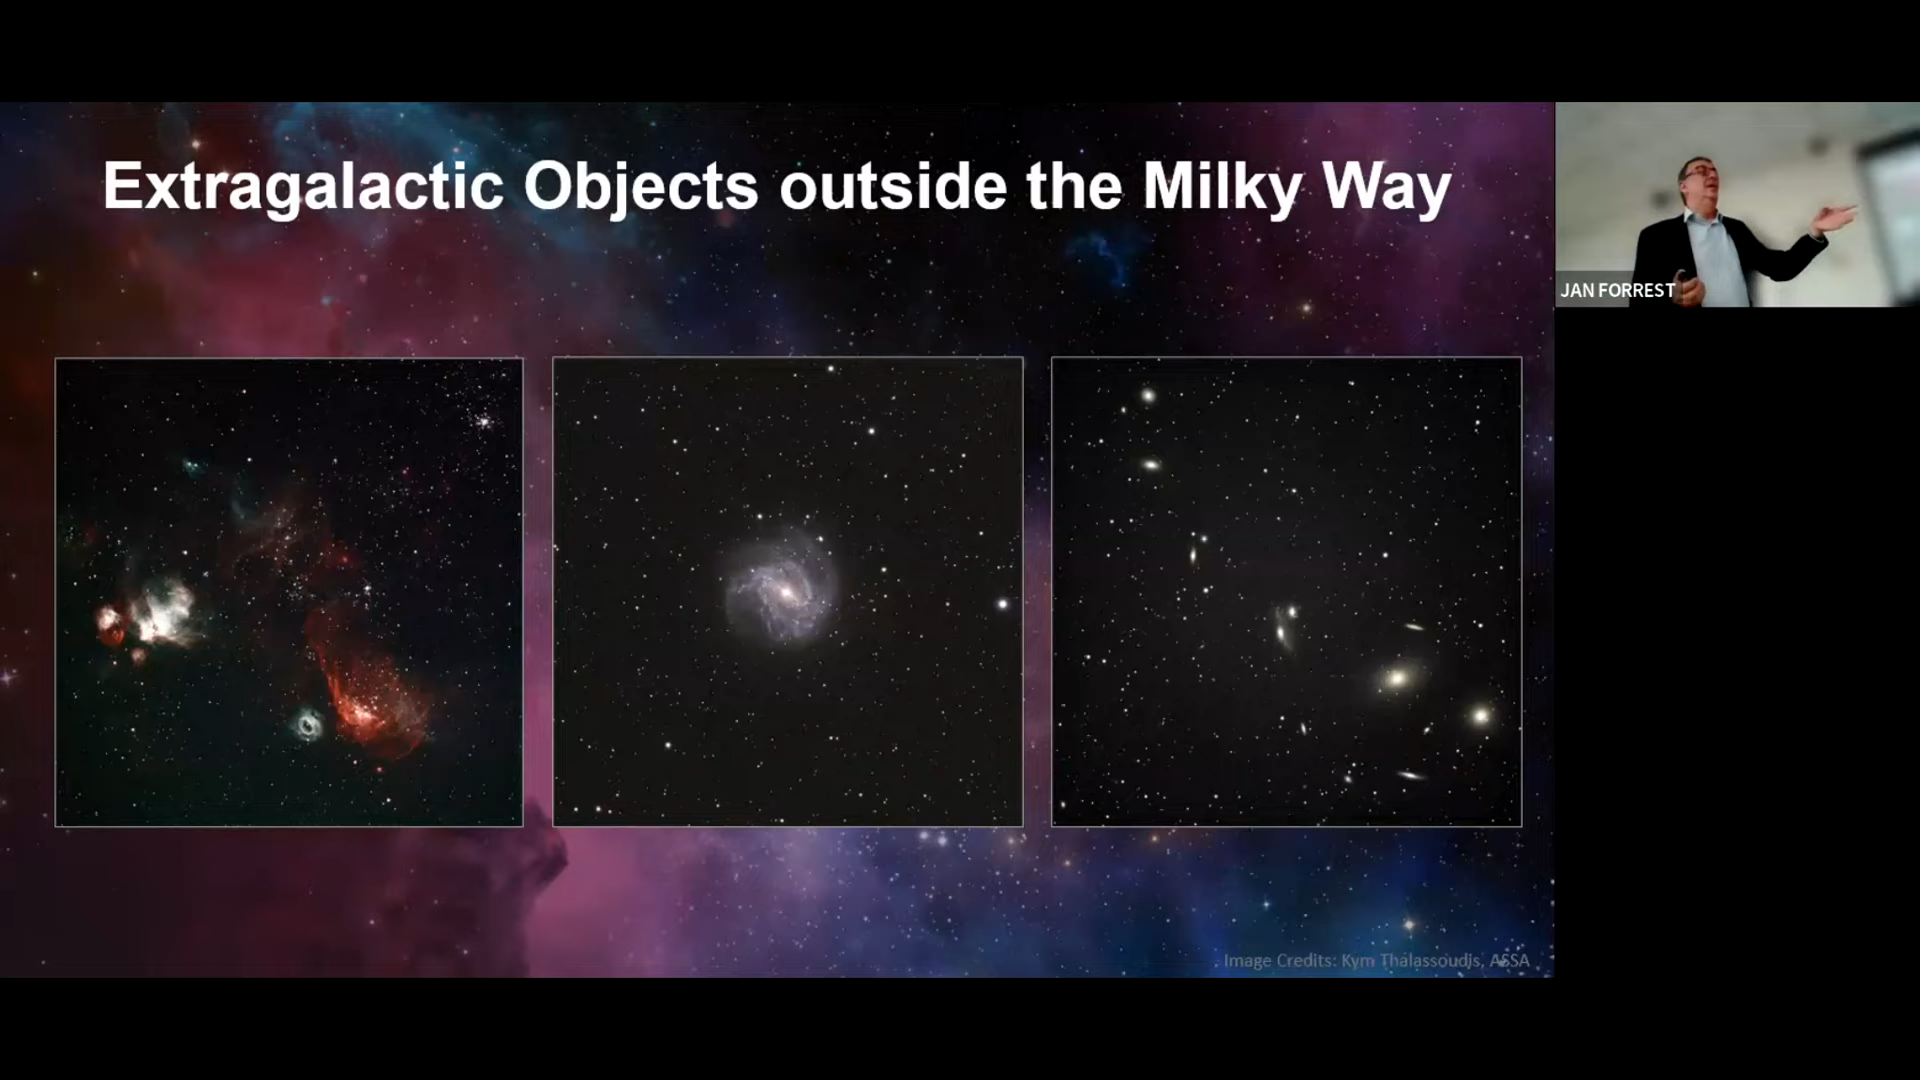 Extragalactic Objects outside the Milky Way
JAN FORREST
Image Credits: Kym Thalassoudis, ASSA